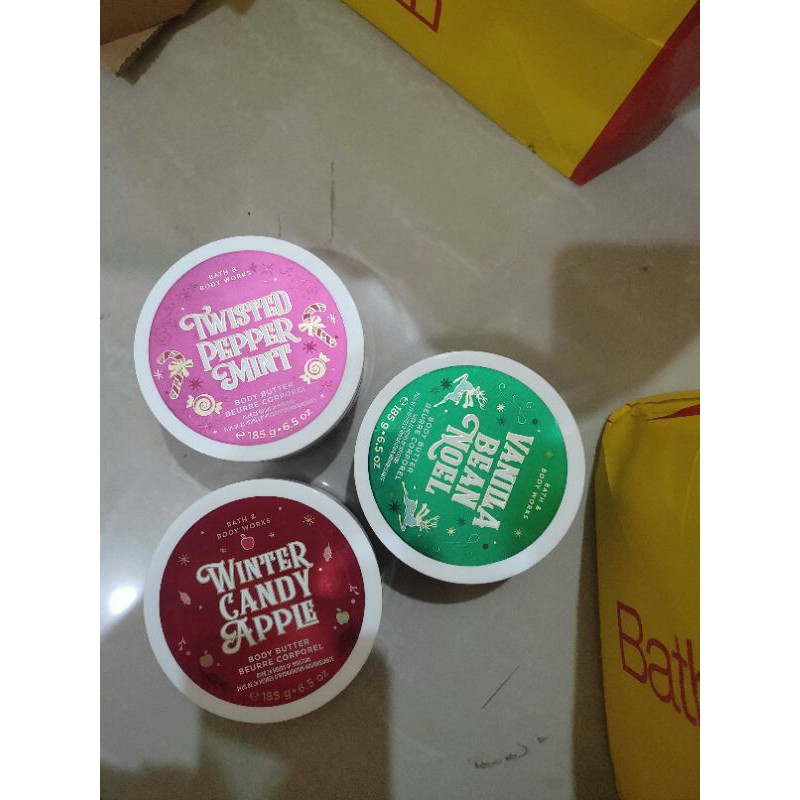 BATH &
BODY WORKS
TWISTED
PEPPER
MINT
BODY BUTTER
BEURRE CORPOREL
℮ 185 g • 6.5 oz
BATH &
BODY WORKS
VANILLA
BEAN
NOEL
BODY BUTTER
BEURRE CORPOREL
℮ 185 g • 6.5 oz
BATH &
BODY WORKS
WINTER
CANDY
APPLE
BODY BUTTER
BEURRE CORPOREL
℮ 185 g • 6.5 oz
Bath